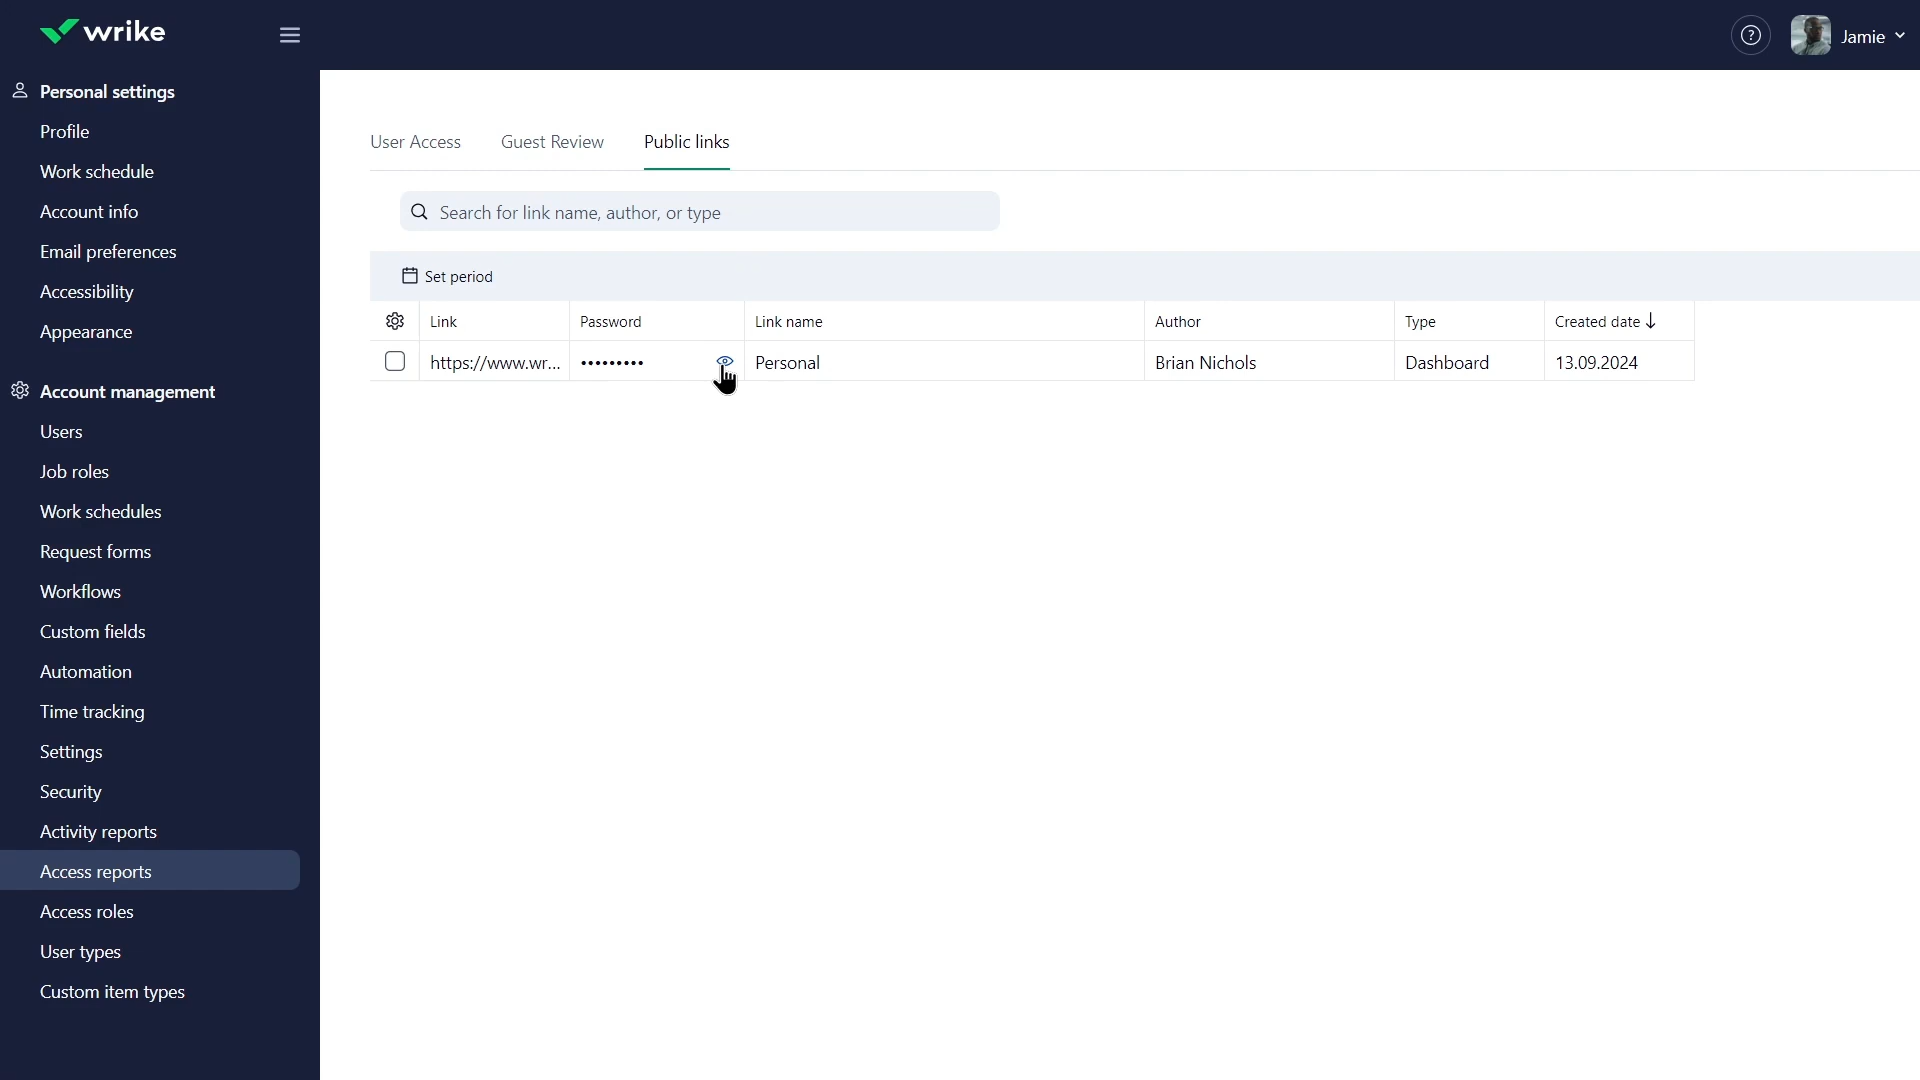 wrike
Jamie
Personal settings
Profile
Work schedule
Account info
Email preferences
Accessibility
Appearance
Account management
Users
Job roles
Work schedules
Request forms
Workflows
Custom fields
Automation
Time tracking
Settings
Security
Activity reports
Access reports
Access roles
User types
Custom item types
User Access Guest Review Public links
Search for link name, author, or type
Set period
Link Password Link name Author Type Created date
https://www.wr... ••••••••• Personal Brian Nichols Dashboard 13.09.2024